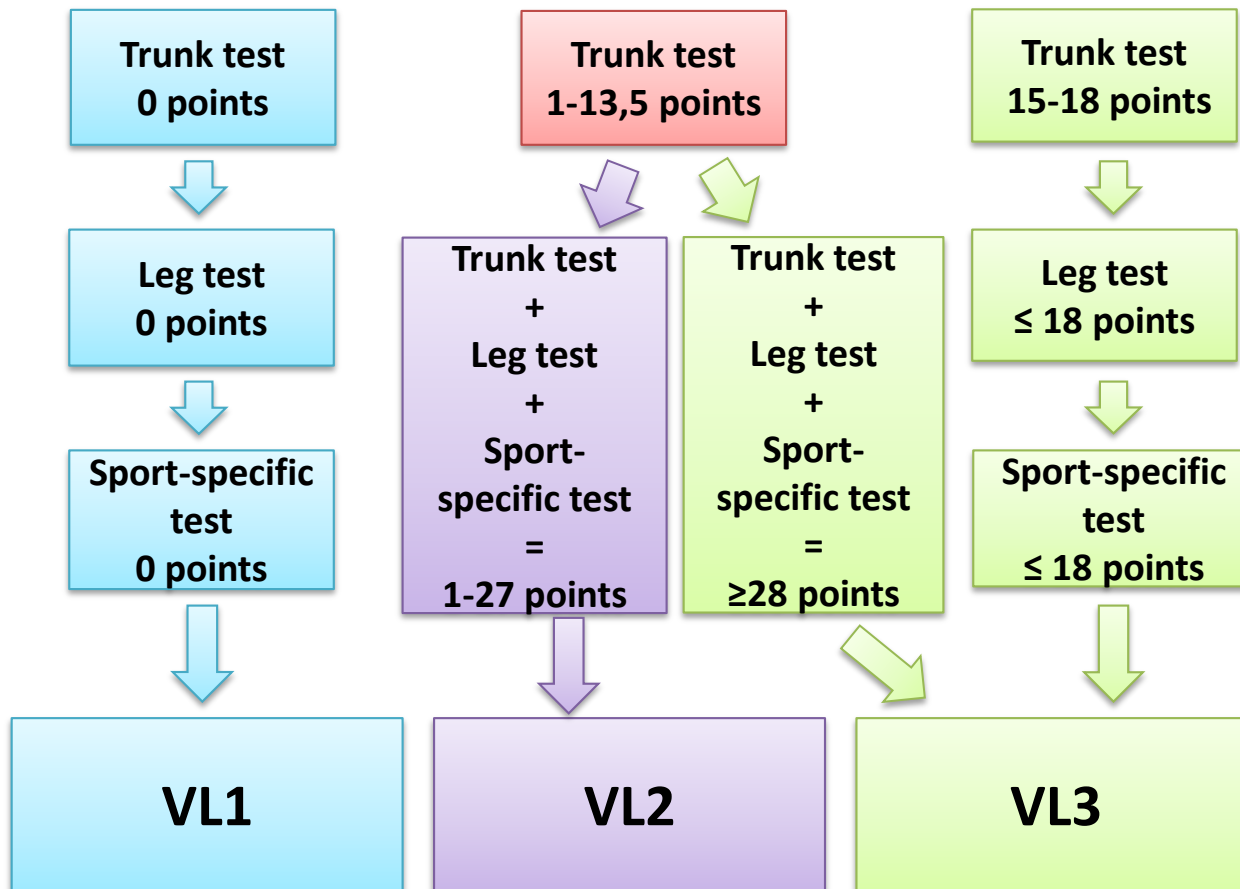 Trunk test
0 points
Leg test
0 points
Sport-specific
test
0 points
VL1
Trunk test
1-13,5 points
Trunk test
+
Leg test
+
Sport-
specific test
=
1-27 points
VL2
Trunk test
+
Leg test
+
Sport-
specific test
=
≥28 points
Trunk test
15-18 points
Leg test
≤ 18 points
Sport-specific
test
≤ 18 points
VL3